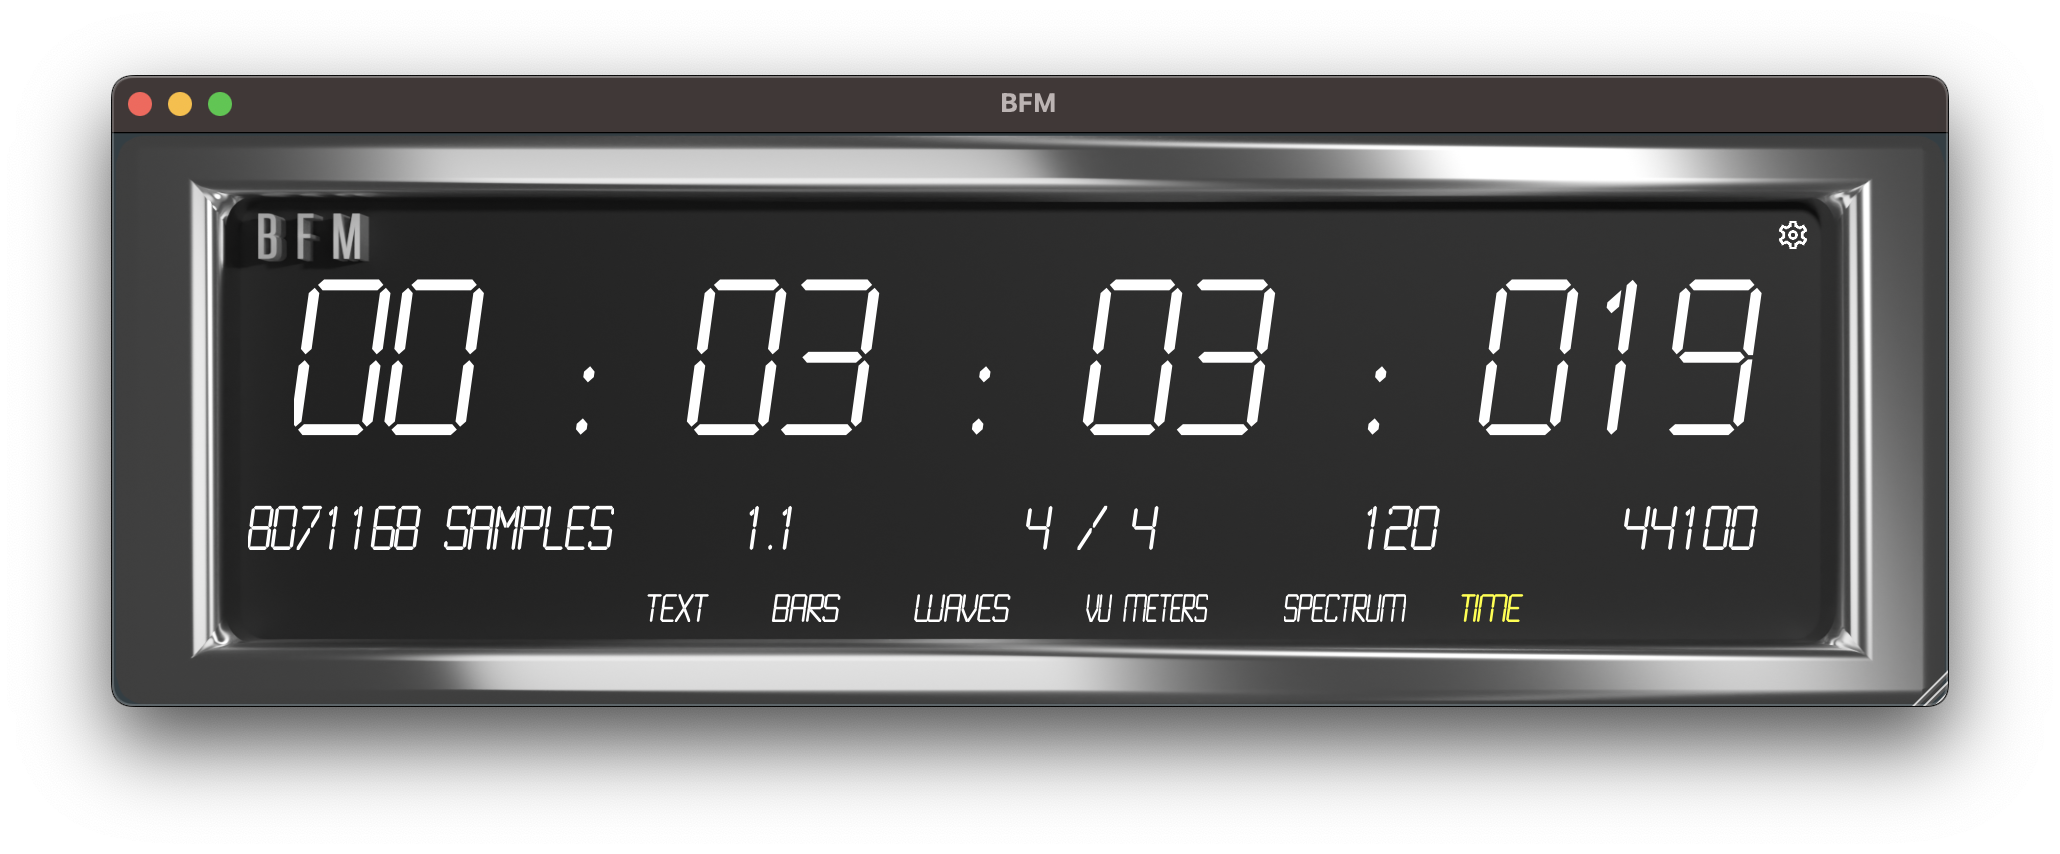 BFM
BFM
00 : 03 : 03 : 019
8071168 SAMPLES 1.1 4 / 4 120 44100
TEXT BARS WAVES VU METERS SPECTRUM TIME